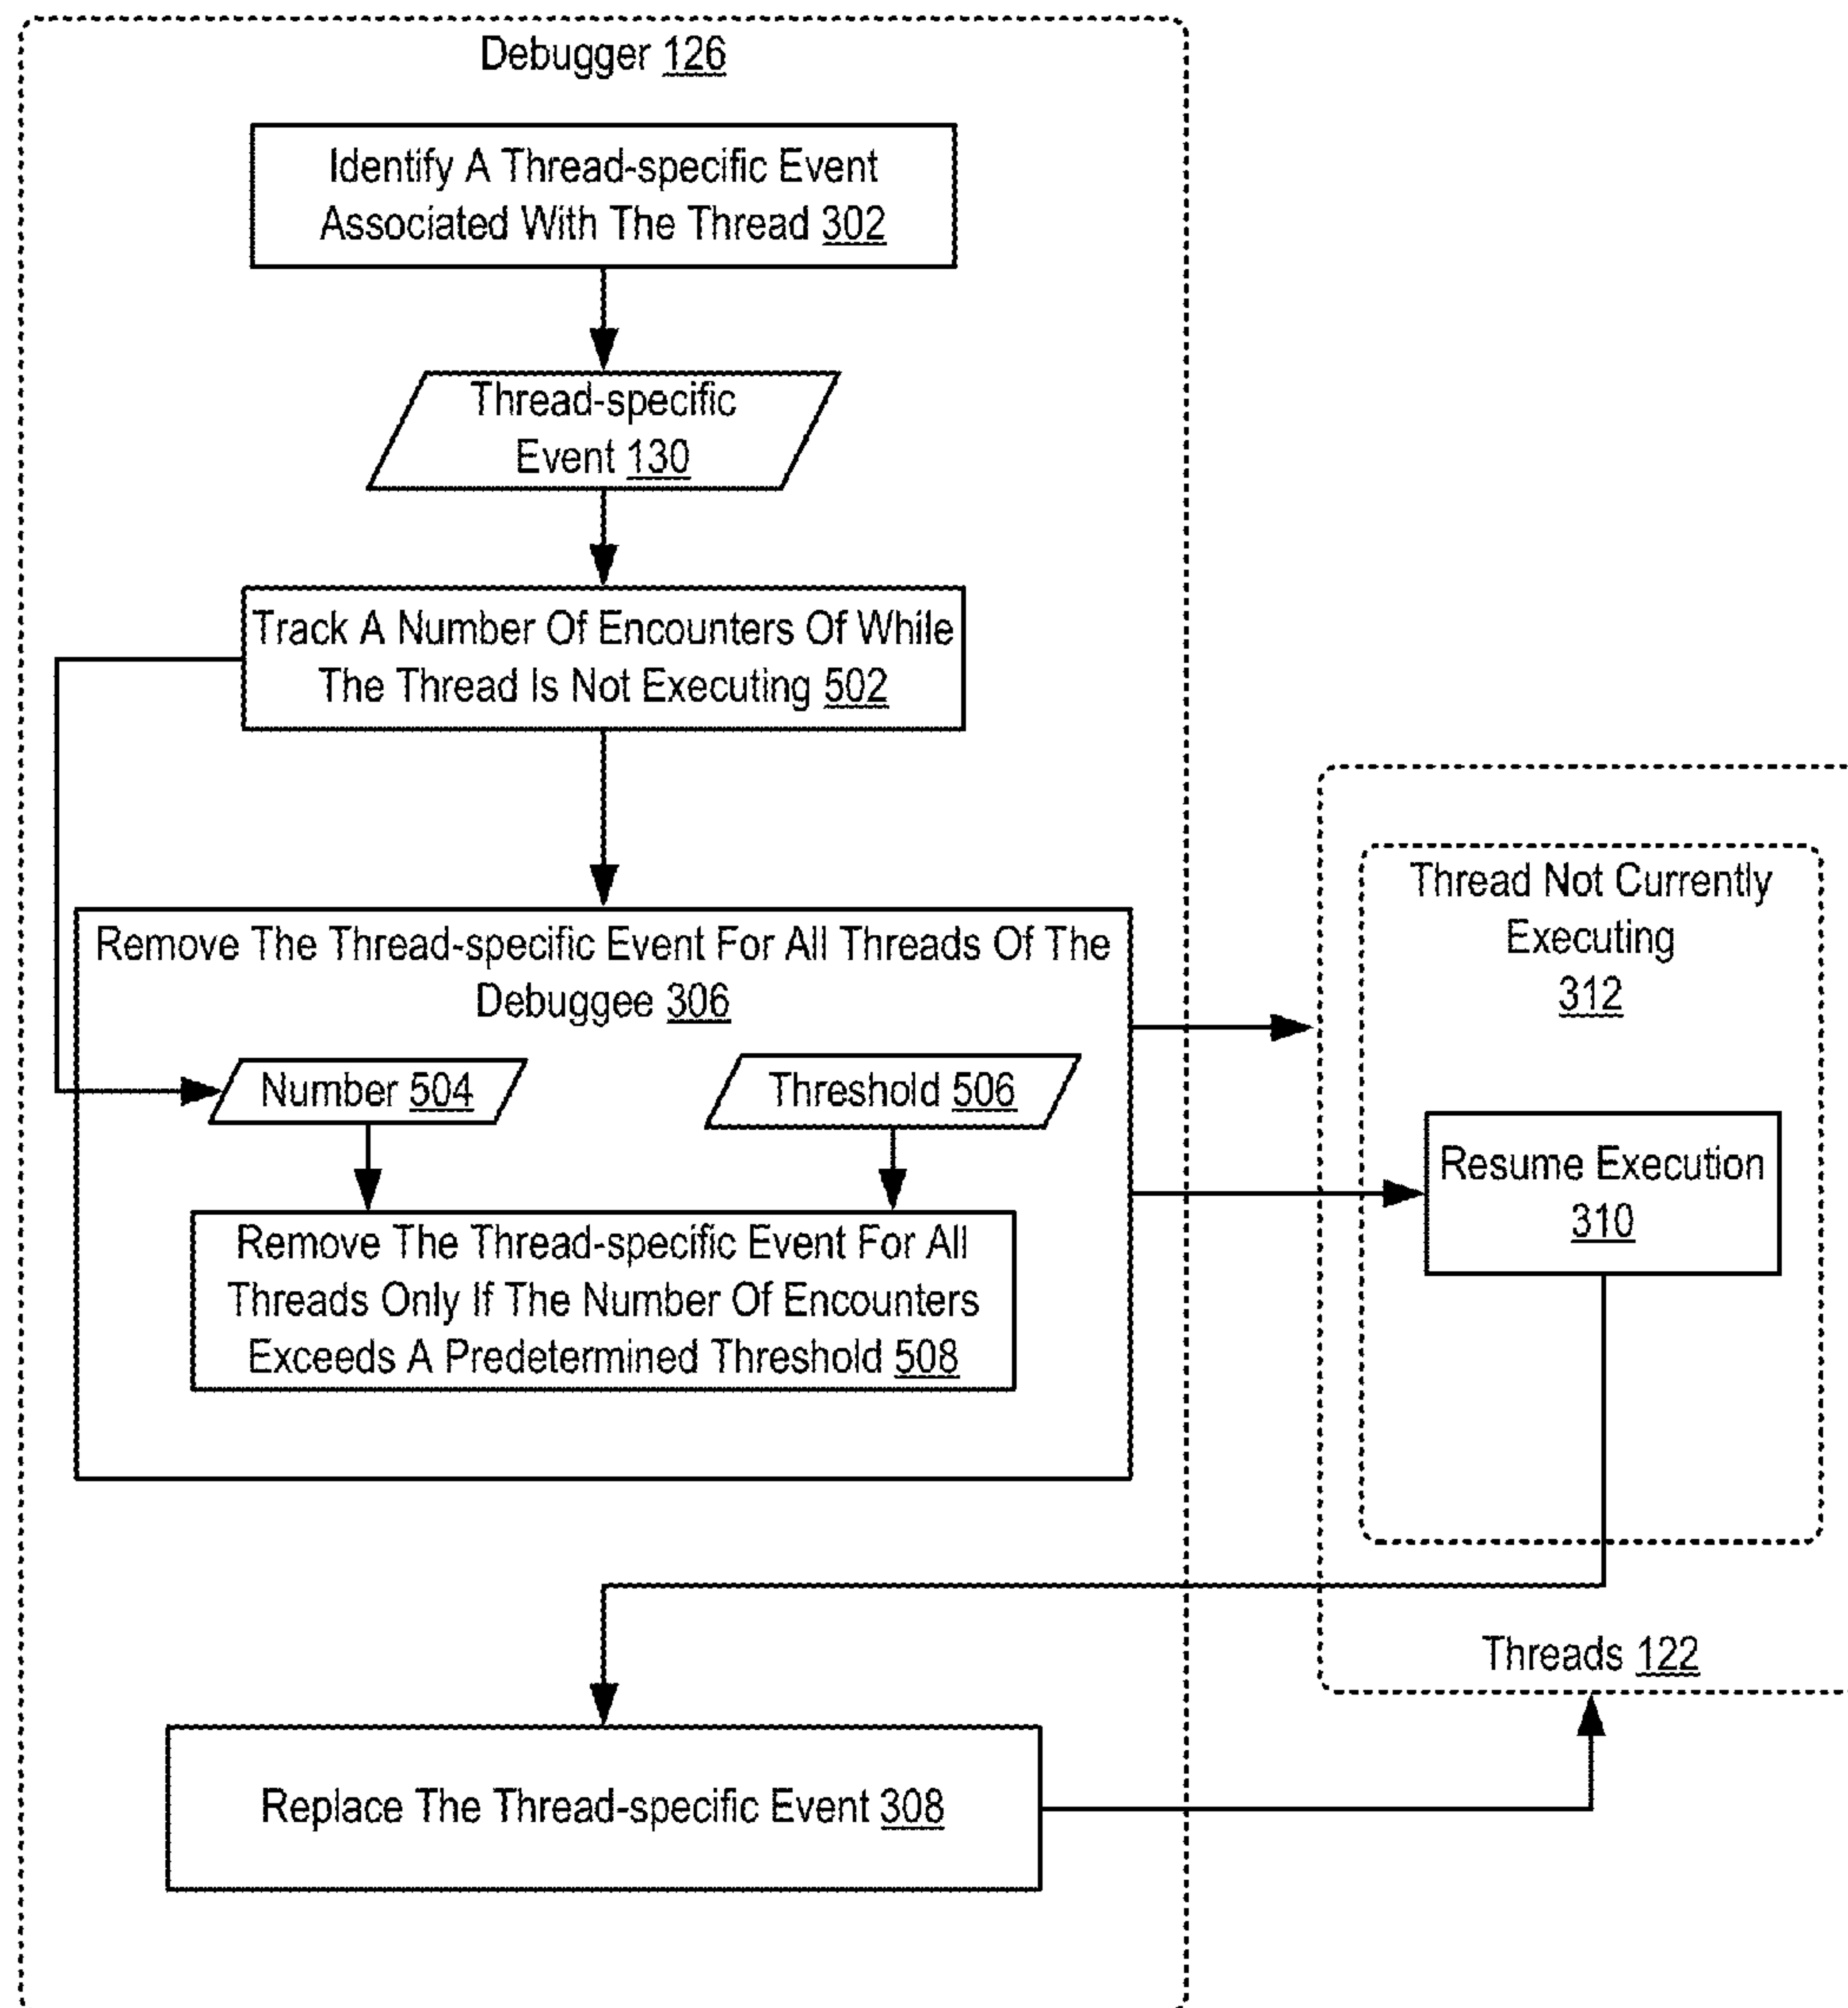 Debugger 126
Identify A Thread-specific Event
Associated With The Thread 302
Thread-specific
Event 130
Track A Number Of Encounters Of While
The Thread Is Not Executing 502
Remove The Thread-specific Event For All Threads Of The
Debuggee 306
Number 504
Threshold 506
Remove The Thread-specific Event For All
Threads Only If The Number Of Encounters
Exceeds A Predetermined Threshold 508
Thread Not Currently
Executing
312
Resume Execution
310
Threads 122
Replace The Thread-specific Event 308